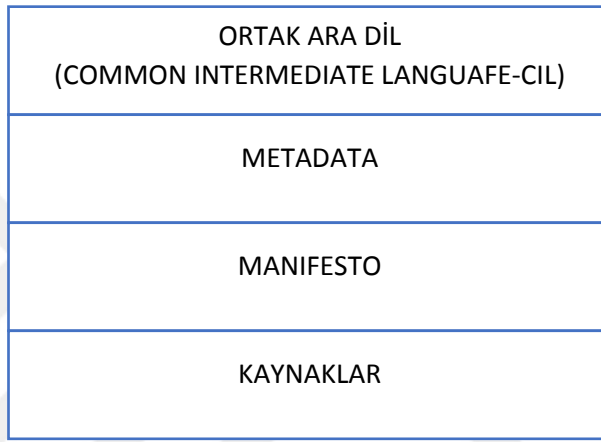 ORTAK ARA DİL
(COMMON INTERMEDIATE LANGUAFE-CIL)
METADATA
MANIFESTO
KAYNAKLAR